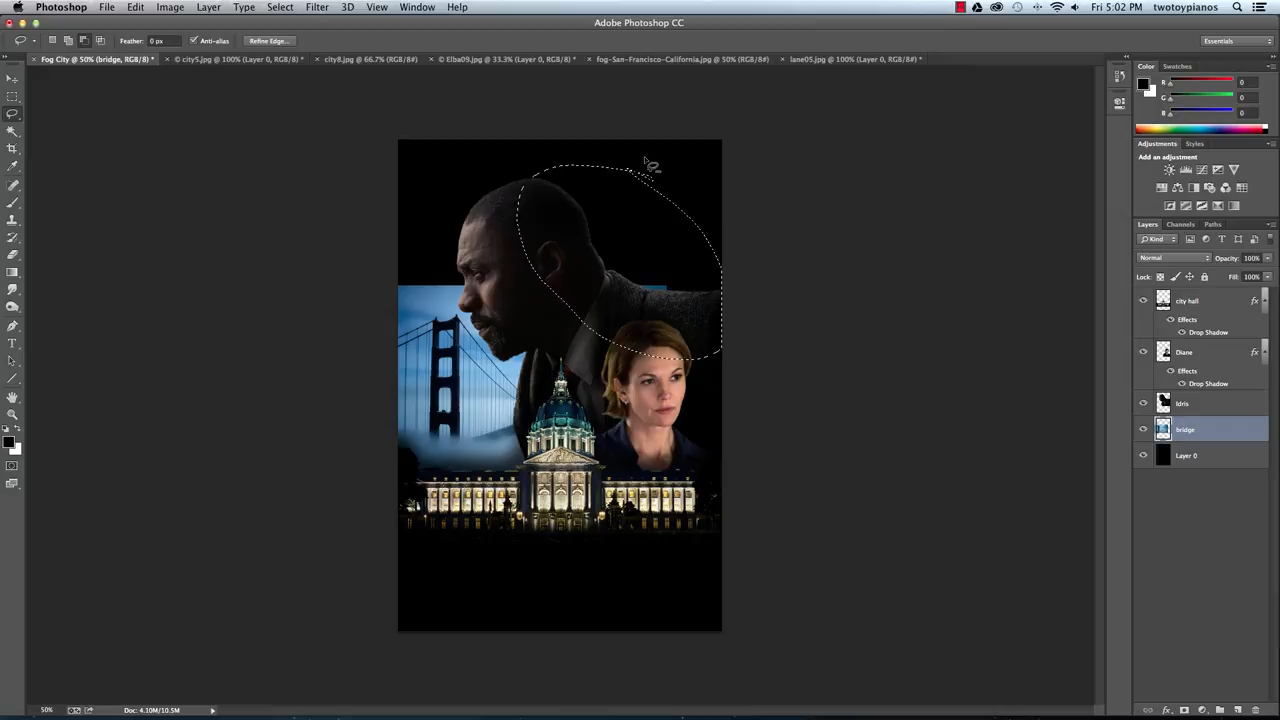 Photoshop File Edit Image Layer Type Select Filter 3D View Window Help Fri 5:02 PM twotoypianos
Adobe Photoshop CC
Feather: 0 px Anti-alias Refine Edge... Essentials
Fog City @ 50% (bridge, RGB/8) * © city5.jpg @ 100% (Layer 0, RGB/8) * city8.jpg @ 66.7% (RGB/8#) © Elba09.jpg @ 33.3% (Layer 0, RGB/8) * fog-San-Francisco-California.jpg @ 50% (RGB/8#) lane05.jpg @ 100% (Layer 0, RGB/8#) *
Color Swatches
R 0
G 0
B 0
Adjustments Styles
Add an adjustment
Layers Channels Paths
Kind
Normal Opacity: 100%
Lock: Fill: 100%
city hall fx
Effects
Drop Shadow
Diane fx
Effects
Drop Shadow
Idris
bridge
Layer 0
50% Doc: 4.10M/10.5M